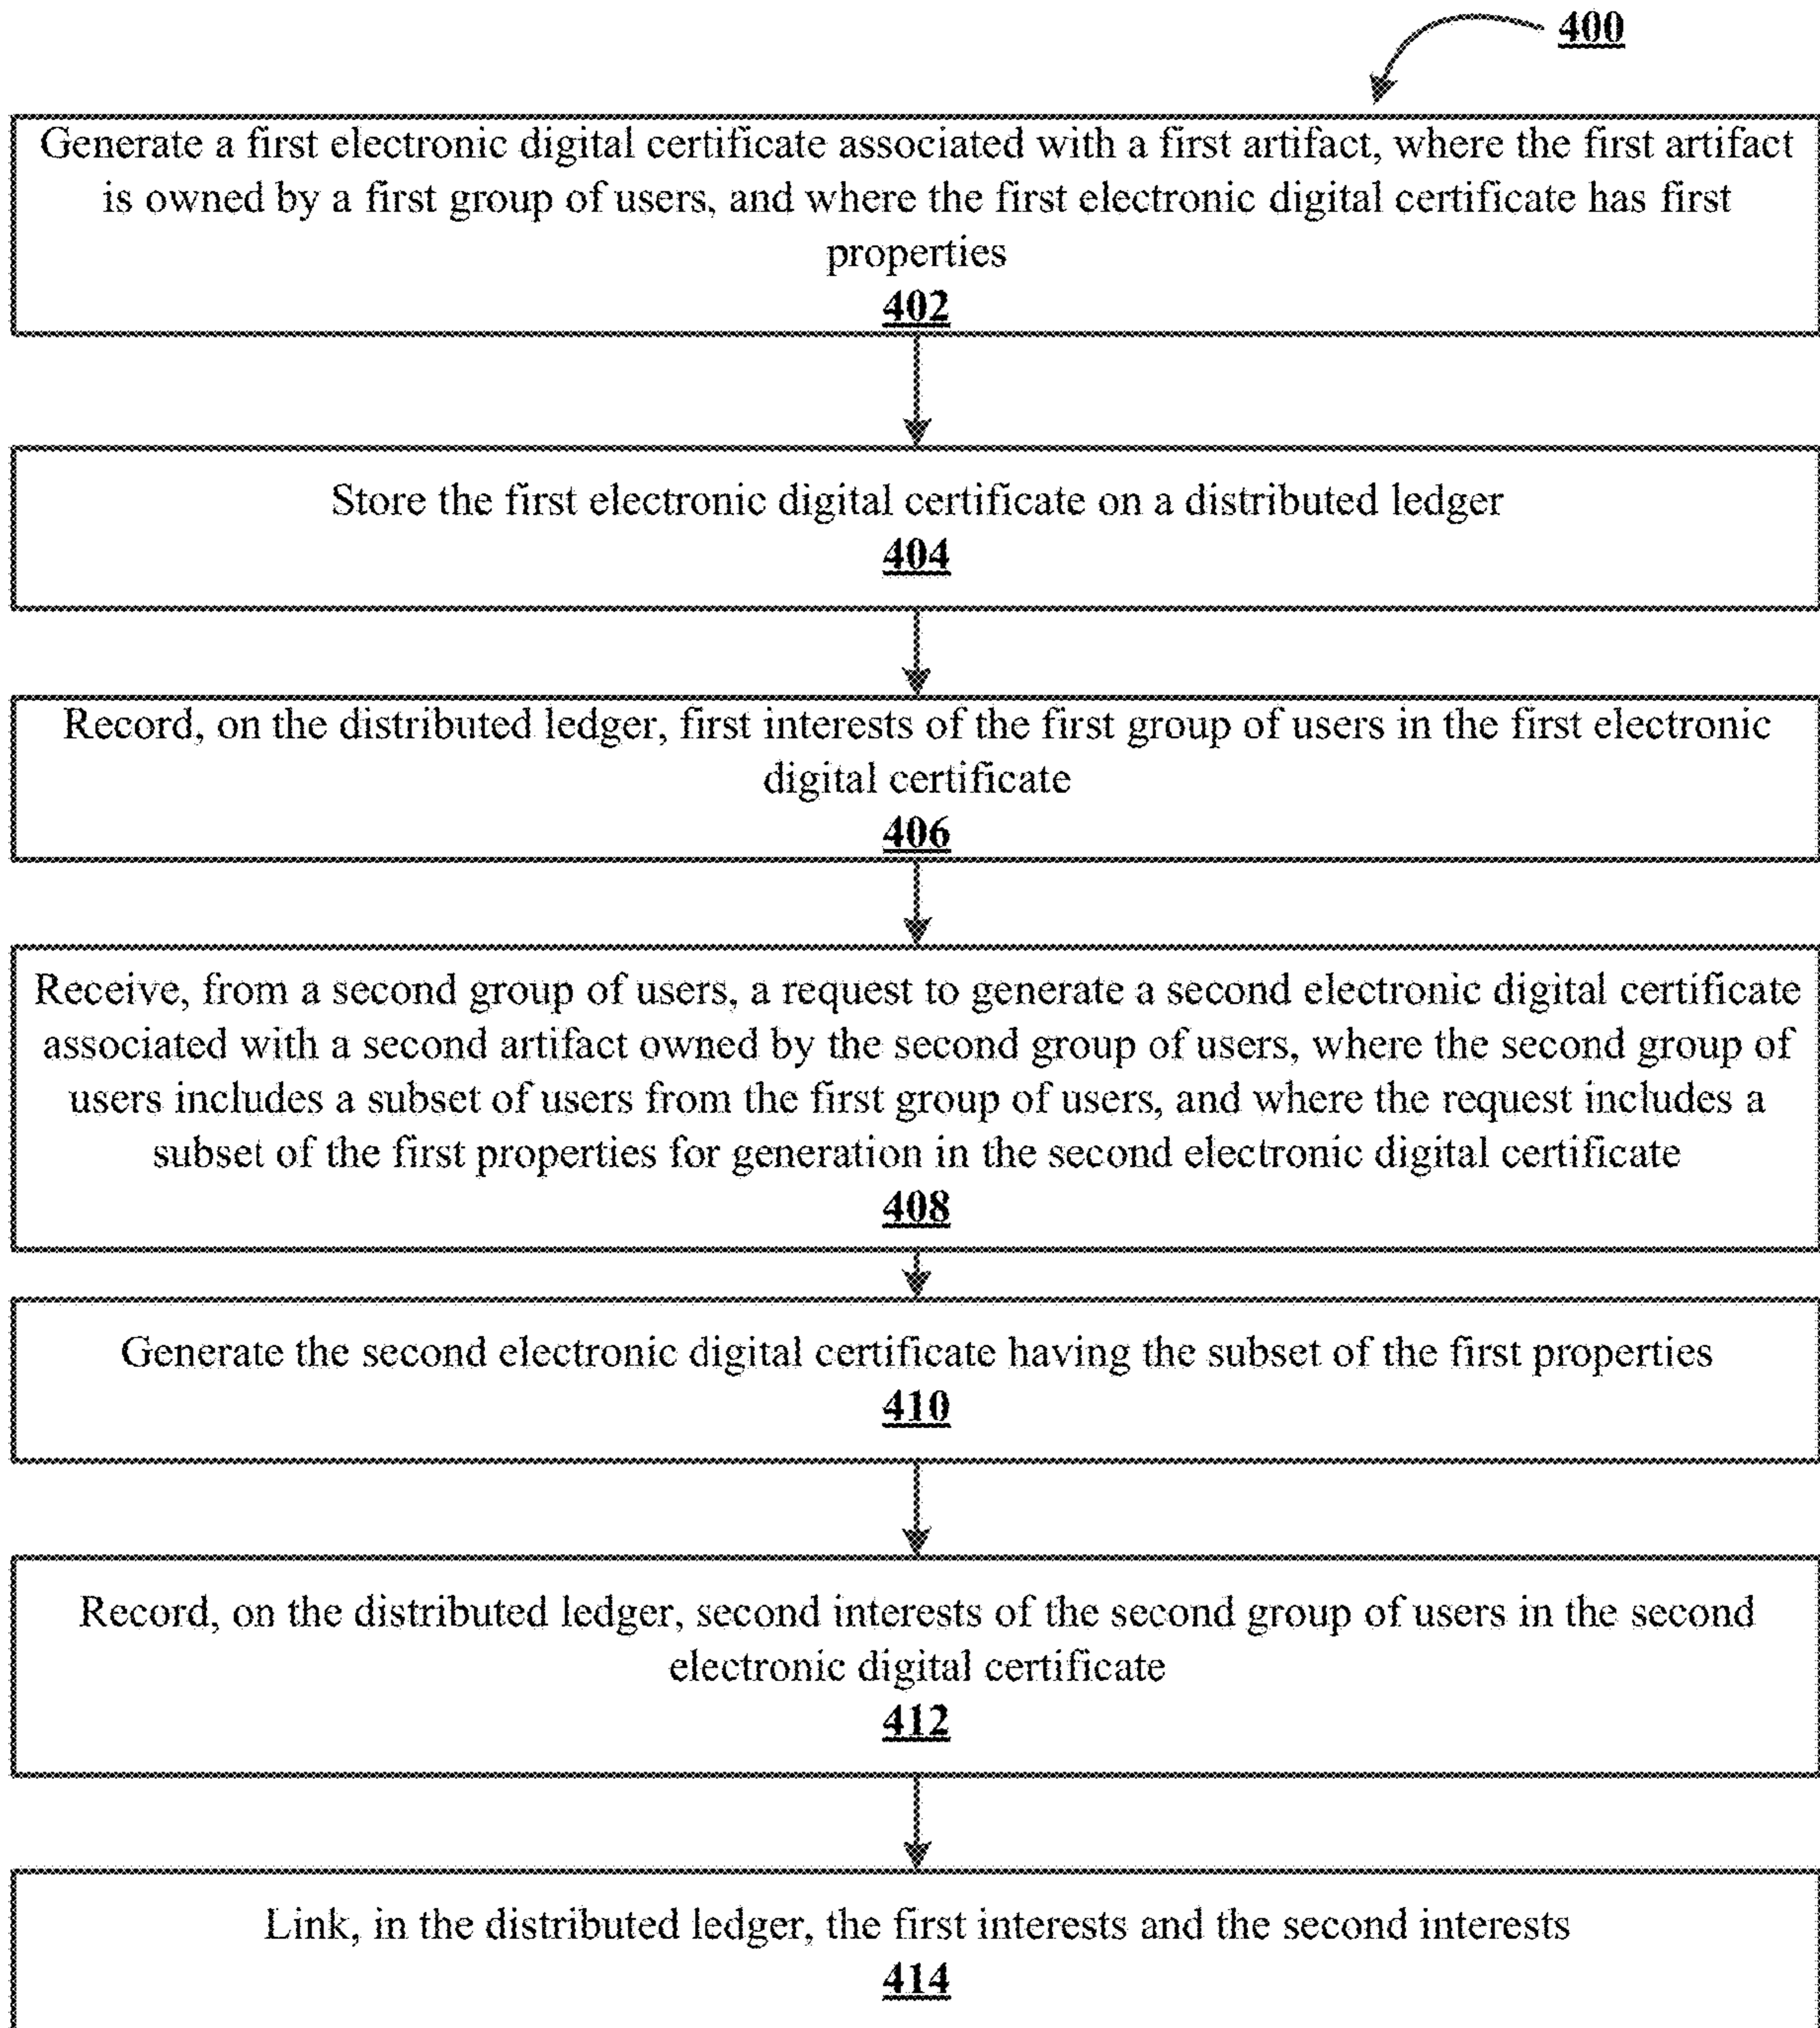 400
Generate a first electronic digital certificate associated with a first artifact, where the first artifact
is owned by a first group of users, and where the first electronic digital certificate has first
properties
402
Store the first electronic digital certificate on a distributed ledger
404
Record, on the distributed ledger, first interests of the first group of users in the first electronic
digital certificate
406
Receive, from a second group of users, a request to generate a second electronic digital certificate
associated with a second artifact owned by the second group of users, where the second group of
users includes a subset of users from the first group of users, and where the request includes a
subset of the first properties for generation in the second electronic digital certificate
408
Generate the second electronic digital certificate having the subset of the first properties
410
Record, on the distributed ledger, second interests of the second group of users in the second
electronic digital certificate
412
Link, in the distributed ledger, the first interests and the second interests
414